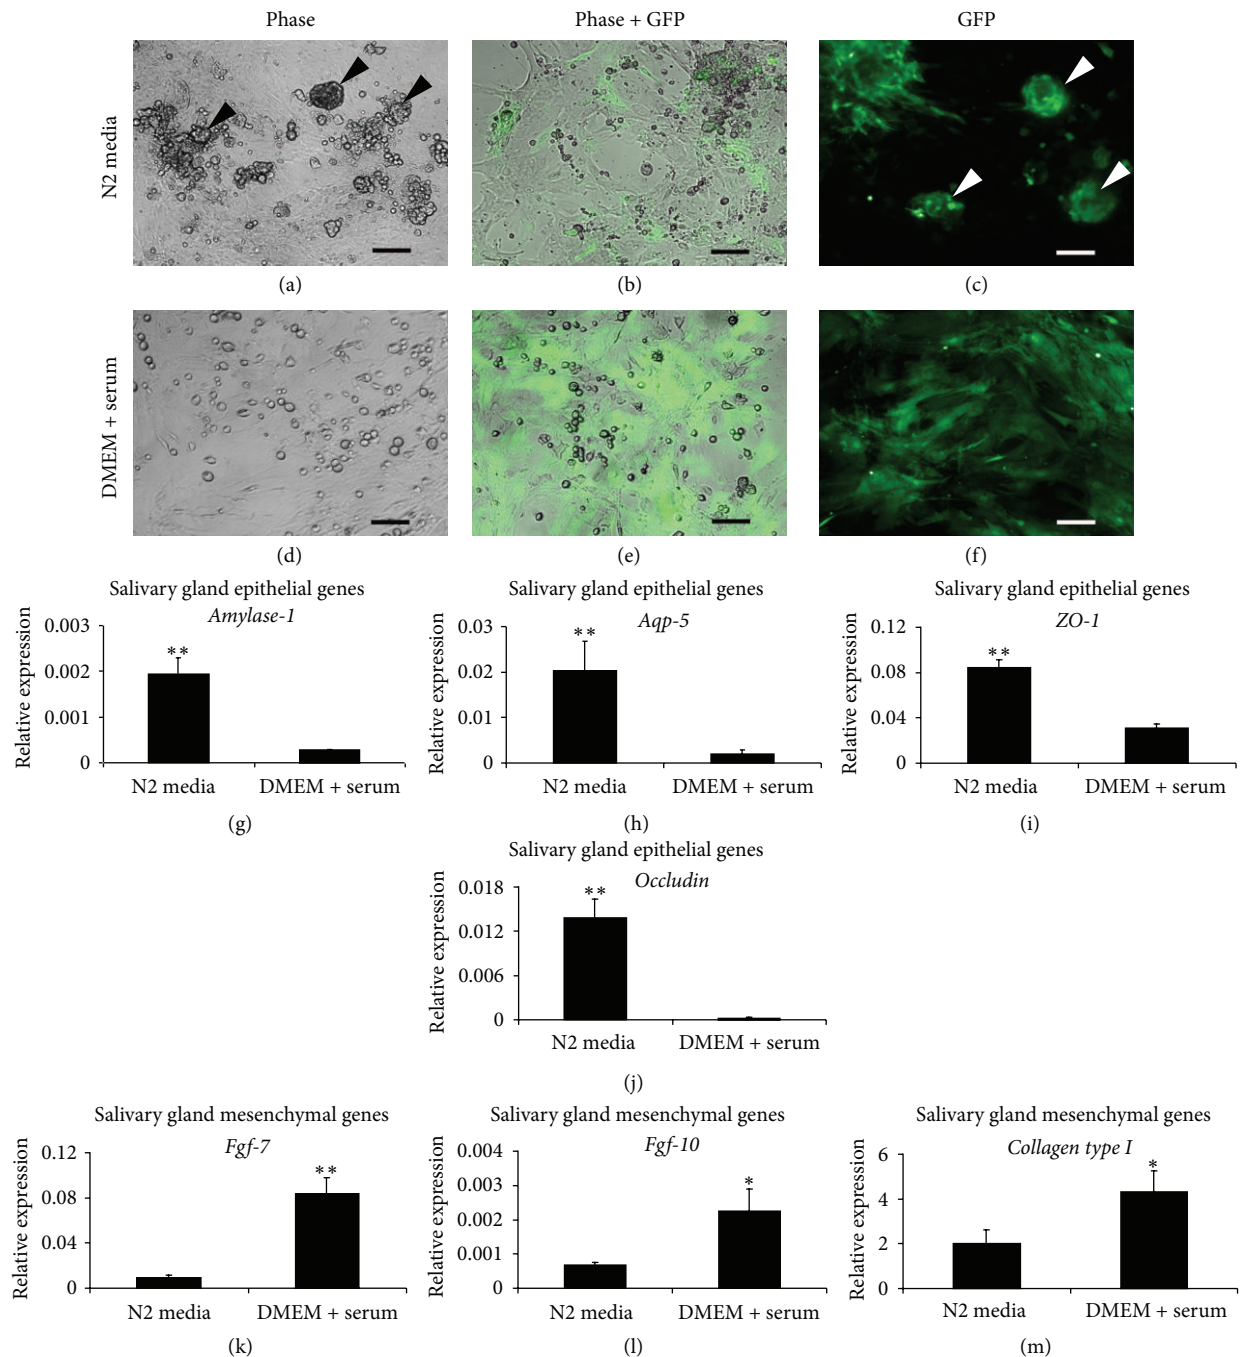 Phase
Phase + GFP
GFP
N2 media
(a)
(b)
(c)
DMEM + serum
(d)
(e)
(f)
Salivary gland epithelial genes
Amylase-1
Relative expression
0.003
0.002
0.001
0
**
N2 media
DMEM + serum
(g)
Salivary gland epithelial genes
Aqp-5
Relative expression
0.03
0.02
0.01
0
**
N2 media
DMEM + serum
(h)
Salivary gland epithelial genes
ZO-1
Relative expression
0.12
0.08
0.04
0
**
N2 media
DMEM + serum
(i)
Salivary gland epithelial genes
Occludin
Relative expression
0.018
0.012
0.006
0
**
N2 media
DMEM + serum
(j)
Salivary gland mesenchymal genes
Fgf-7
Relative expression
0.12
0.08
0.04
0
**
N2 media
DMEM + serum
(k)
Salivary gland mesenchymal genes
Fgf-10
Relative expression
0.004
0.003
0.002
0.001
0
*
N2 media
DMEM + serum
(l)
Salivary gland mesenchymal genes
Collagen type I
Relative expression
6
4
2
0
*
N2 media
DMEM + serum
(m)